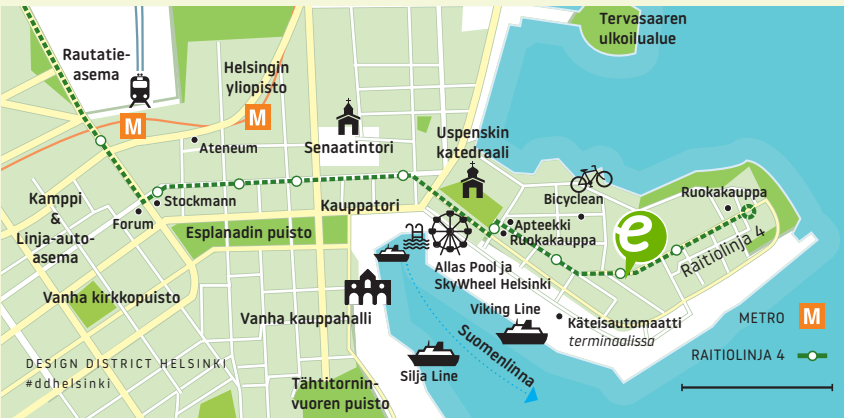 Tervasaaren
ulkoilualue
Rautatie-
asema
Helsingin
yliopisto
M
M
Ateneum
Senaatintori
Uspenskin
katedraali
Bicyclean
Ruokakauppa
Kamppi
&
Linja-auto-
asema
Stockmann
Forum
Kauppatori
Esplanadin puisto
Apteekki
Ruokakauppa
e
Raitiolinja 4
Allas Pool ja
SkyWheel Helsinki
Vanha kirkkopuisto
Vanha kauppahalli
Viking Line
Käteisautomaatti
terminaalissa
Suomenlinna
Silja Line
METRO M
RAITIOLINJA 4
DESIGN DISTRICT HELSINKI
#ddhelsinki
Tähtitornin-
vuoren puisto